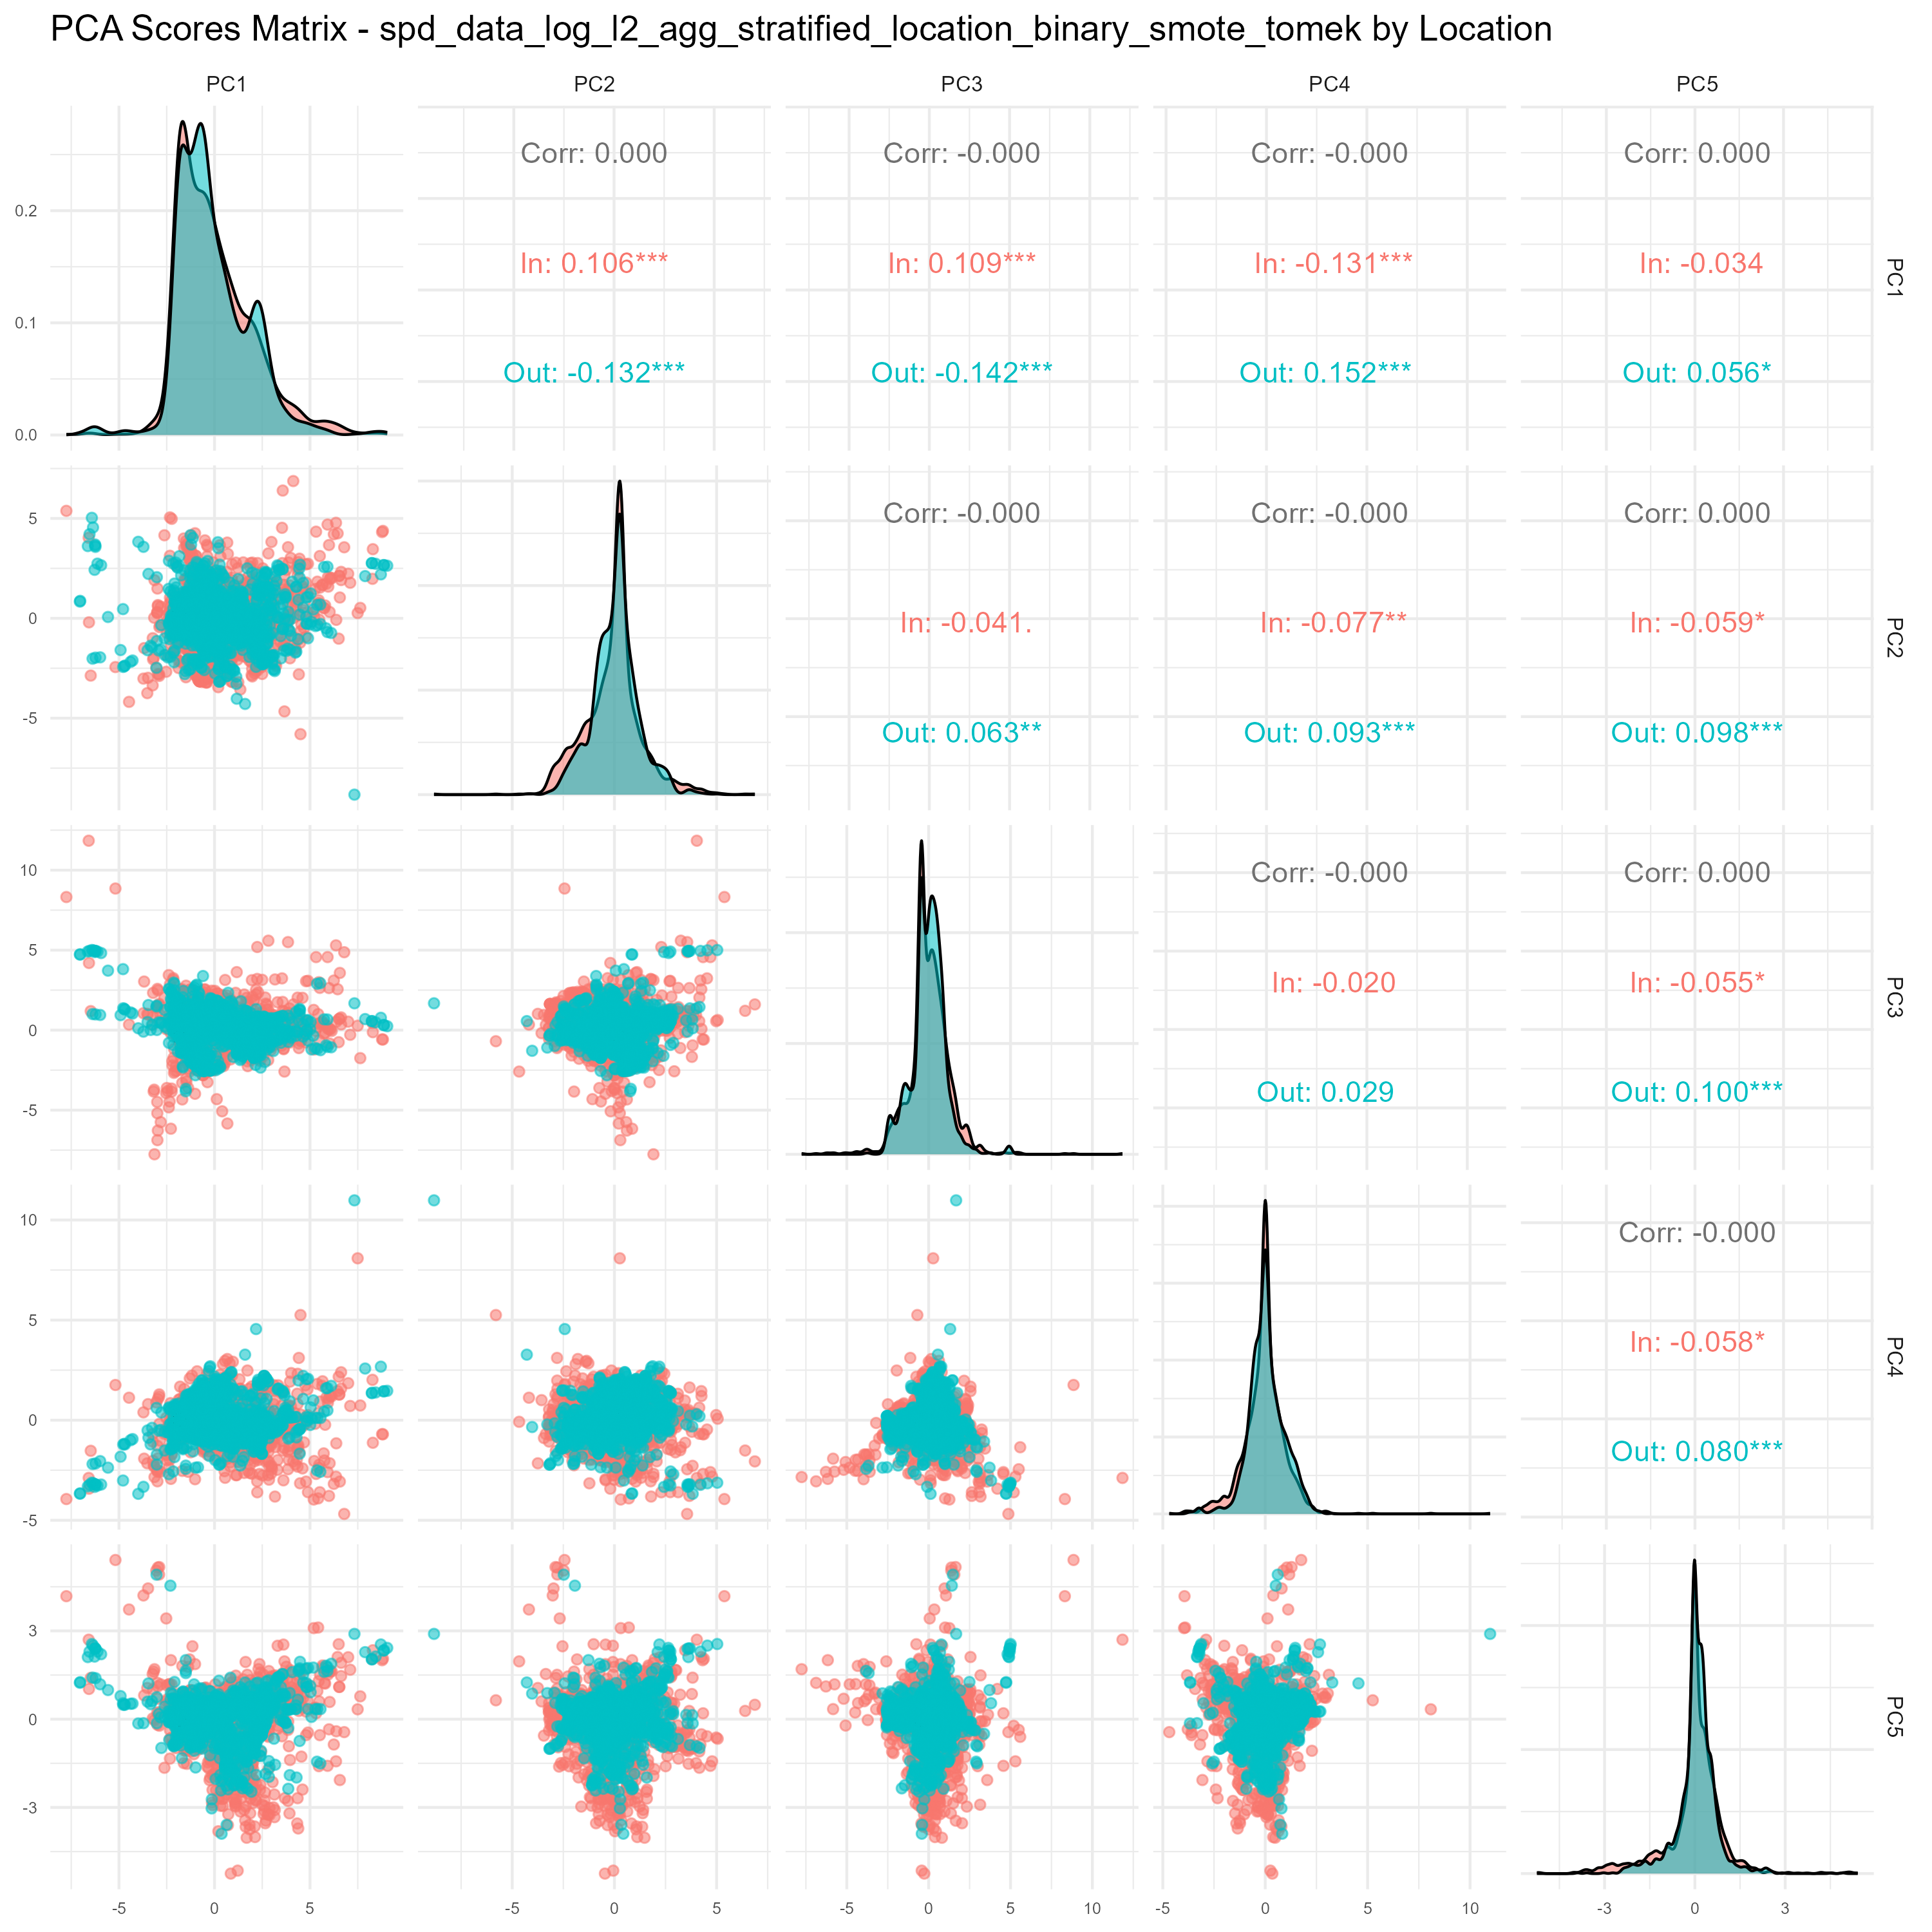 PCA Scores Matrix - spd_data_log_l2_agg_stratified_location_binary_smote_tomek by Location
PC1 PC2 PC3 PC4 PC5
Corr: 0.000 Corr: -0.000 Corr: -0.000 Corr: 0.000
0.2
In: 0.106*** In: 0.109*** In: -0.131*** In: -0.034
PC1
0.1
Out: -0.132*** Out: -0.142*** Out: 0.152*** Out: 0.056*
0.0
5
Corr: -0.000 Corr: -0.000 Corr: 0.000
0
In: -0.041. In: -0.077** In: -0.059*
PC2
-5
Out: 0.063** Out: 0.093*** Out: 0.098***
10
Corr: -0.000 Corr: 0.000
5
In: -0.020 In: -0.055*
PC3
0
Out: 0.029 Out: 0.100***
-5
10
Corr: -0.000
5
In: -0.058*
PC4
0
Out: 0.080***
-5
3
0
PC5
-3
-5 0 5 -5 0 5 -5 0 5 10 -5 0 5 10 -3 0 3